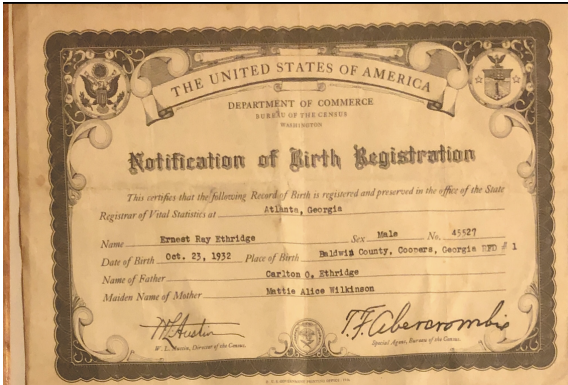 THE UNITED STATES OF AMERICA
DEPARTMENT OF COMMERCE
BUREAU OF THE CENSUS
WASHINGTON
Notification of Birth Registration
This certifies that the following Record of Birth is registered and preserved in the office of the State
Registrar of Vital Statistics at Atlanta, Georgia
Name Ernest Ray Ethridge Sex Male No. 45527
Date of Birth Oct. 23, 1932 Place of Birth Baldwin County, Coopers, Georgia RFD # 1
Name of Father Carlton O. Ethridge
Maiden Name of Mother Mattie Alice Wilkinson
W. L. Austin T. F. Abercrombie
W. L. Austin, Director of the Census. Special Agent, Bureau of the Census.